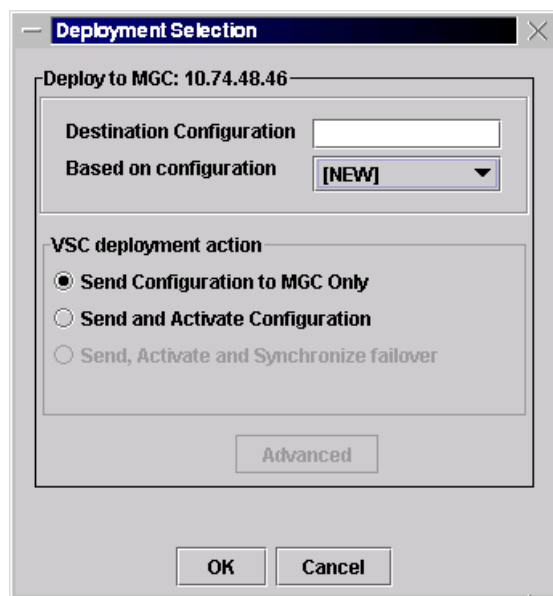 Deployment Selection
Deploy to MGC: 10.74.48.46
Destination Configuration
Based on configuration [NEW]
VSC deployment action
Send Configuration to MGC Only
Send and Activate Configuration
Send, Activate and Synchronize failover
Advanced
OK Cancel